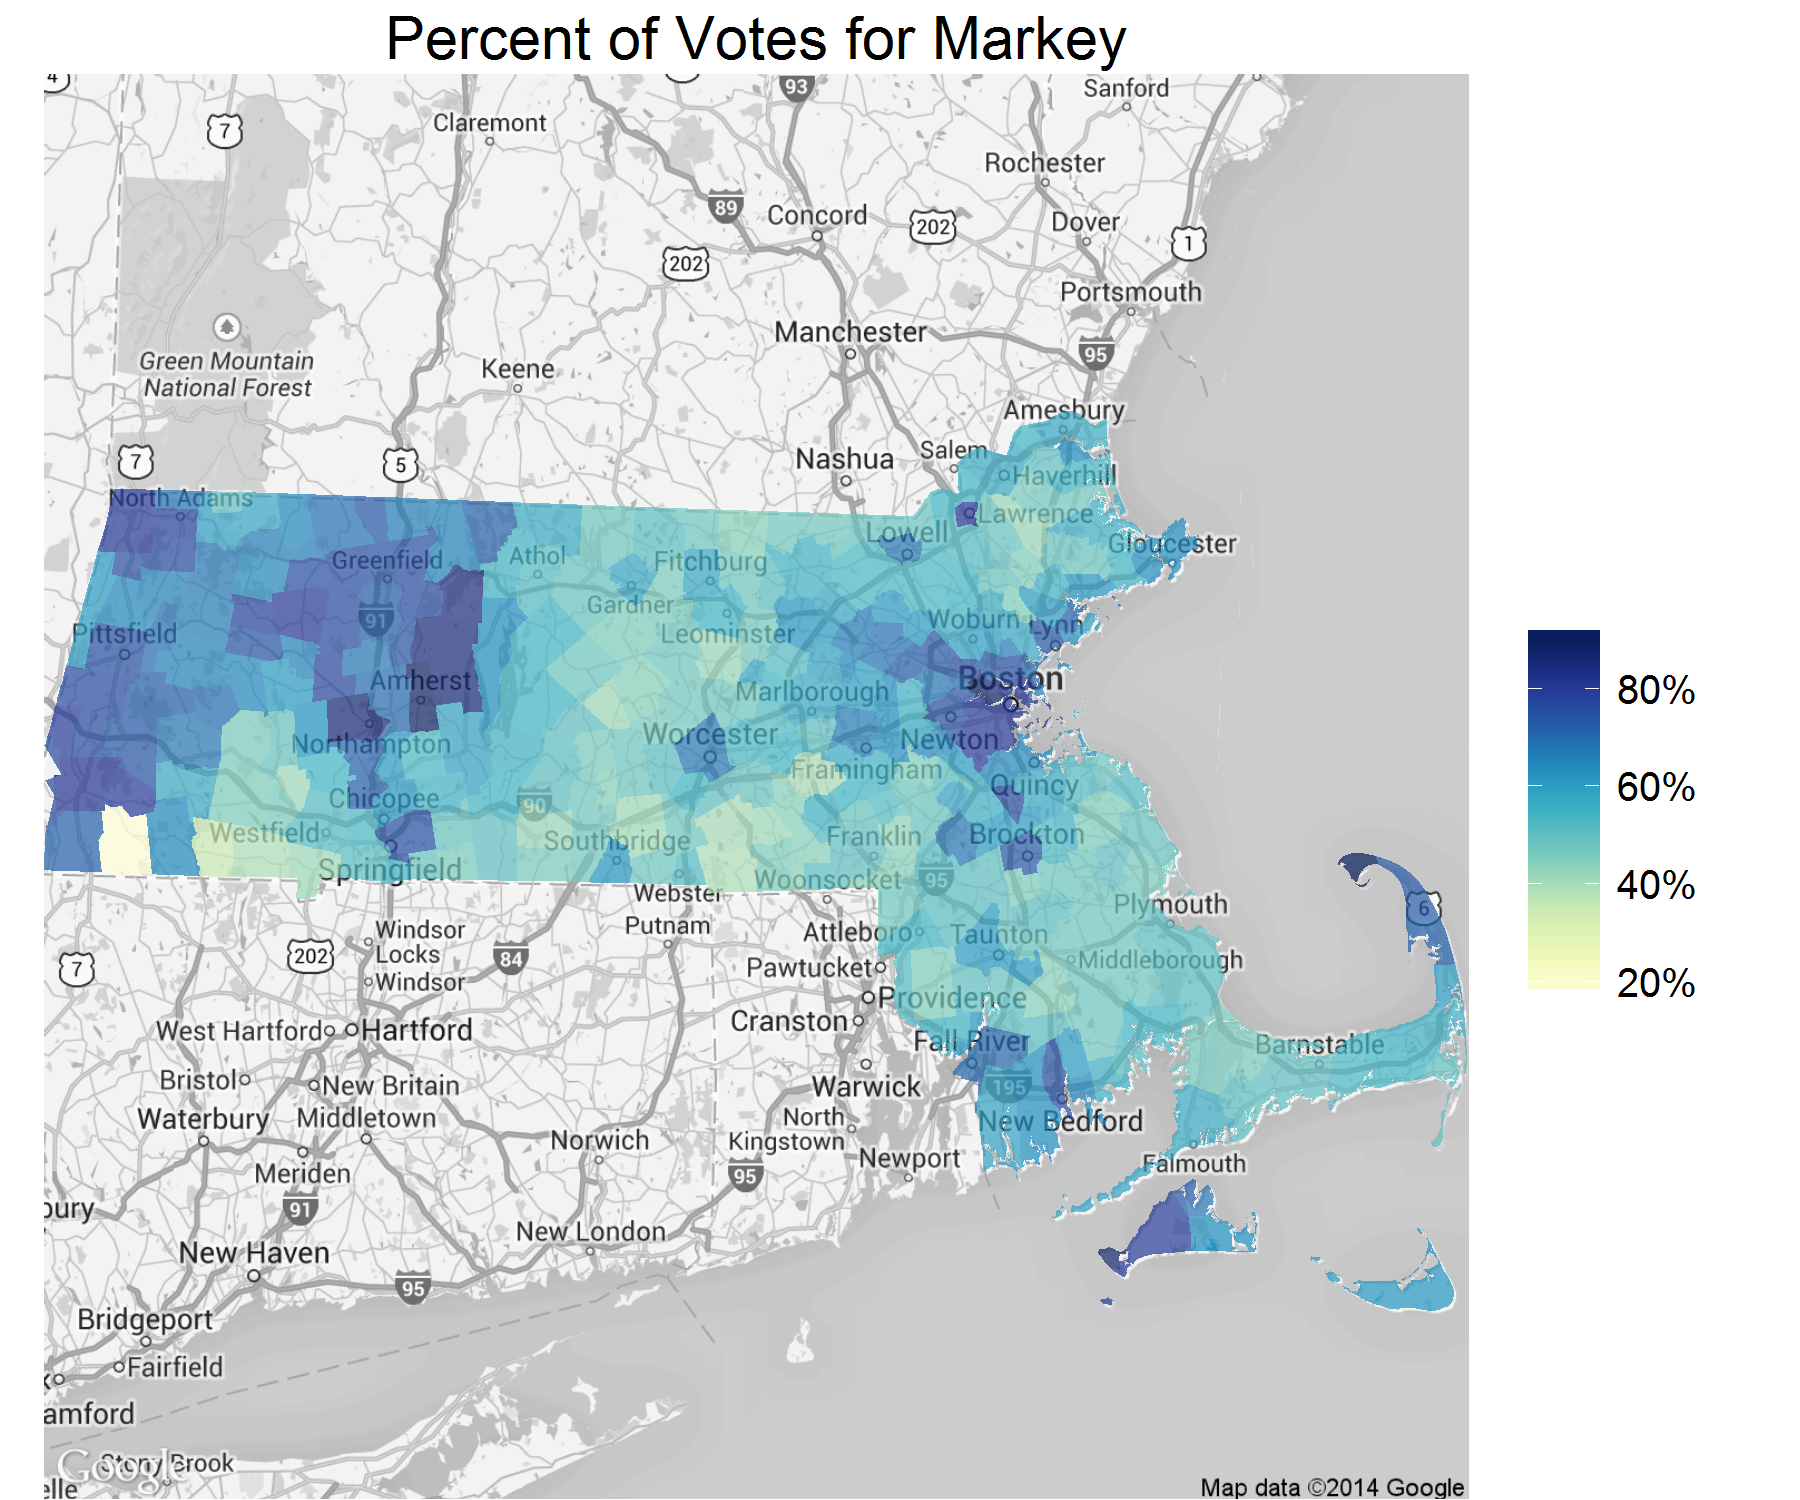 Percent of Votes for Markey
4
93
Sanford
7
Claremont
Rochester
89
Concord
202
Dover
1
202
Portsmouth
Manchester
95
Green Mountain
National Forest
Keene
Amesbury
7
5
Nashua
Salem
Haverhill
North Adams
Lawrence
Lowell
Greenfield
Athol
Fitchburg
Gloucester
91
Gardner
Leominster
Woburn
Lynn
Pittsfield
Amherst
Marlborough
Boston
80%
Northampton
Worcester
Newton
Framingham
Quincy
60%
Chicopee
90
Westfield
Southbridge
Franklin
Brockton
Springfield
Woonsocket
95
40%
Webster
Plymouth
6
Windsor
Locks
Putnam
Attleboro
Taunton
202
84
7
Windsor
Pawtucket
Middleborough
20%
Providence
West Hartford
Hartford
Cranston
Fall River
Barnstable
Bristol
New Britain
Warwick
195
Waterbury
Middletown
North
Kingstown
New Bedford
Norwich
Newport
Falmouth
Meriden
95
bury
91
New London
New Haven
95
Bridgeport
Fairfield
amford
Google
Stony Brook
elle
Map data ©2014 Google